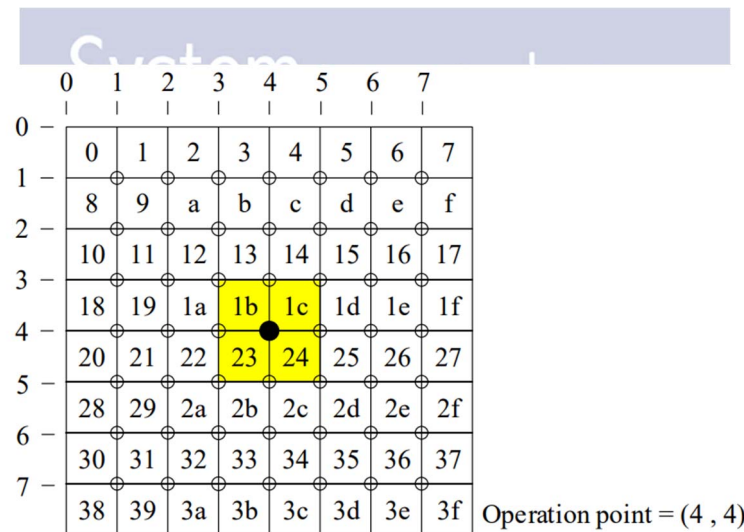 System
0 1 2 3 4 5 6 7
0
0 1 2 3 4 5 6 7
1
8 9 a b c d e f
2
10 11 12 13 14 15 16 17
3
18 19 1a 1b 1c 1d 1e 1f
4
20 21 22 23 24 25 26 27
5
28 29 2a 2b 2c 2d 2e 2f
6
30 31 32 33 34 35 36 37
7
38 39 3a 3b 3c 3d 3e 3f Operation point = (4 , 4)